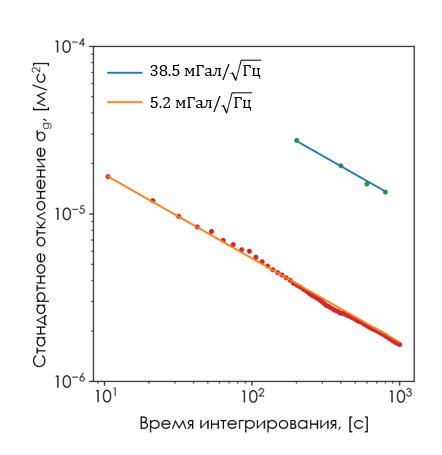 10⁻⁴
38.5 мГал/√Гц
5.2 мГал/√Гц
Стандартное отклонение σg, [м/с²]
10⁻⁵
10⁻⁶
10¹ 10² 10³
Время интегрирования, [с]